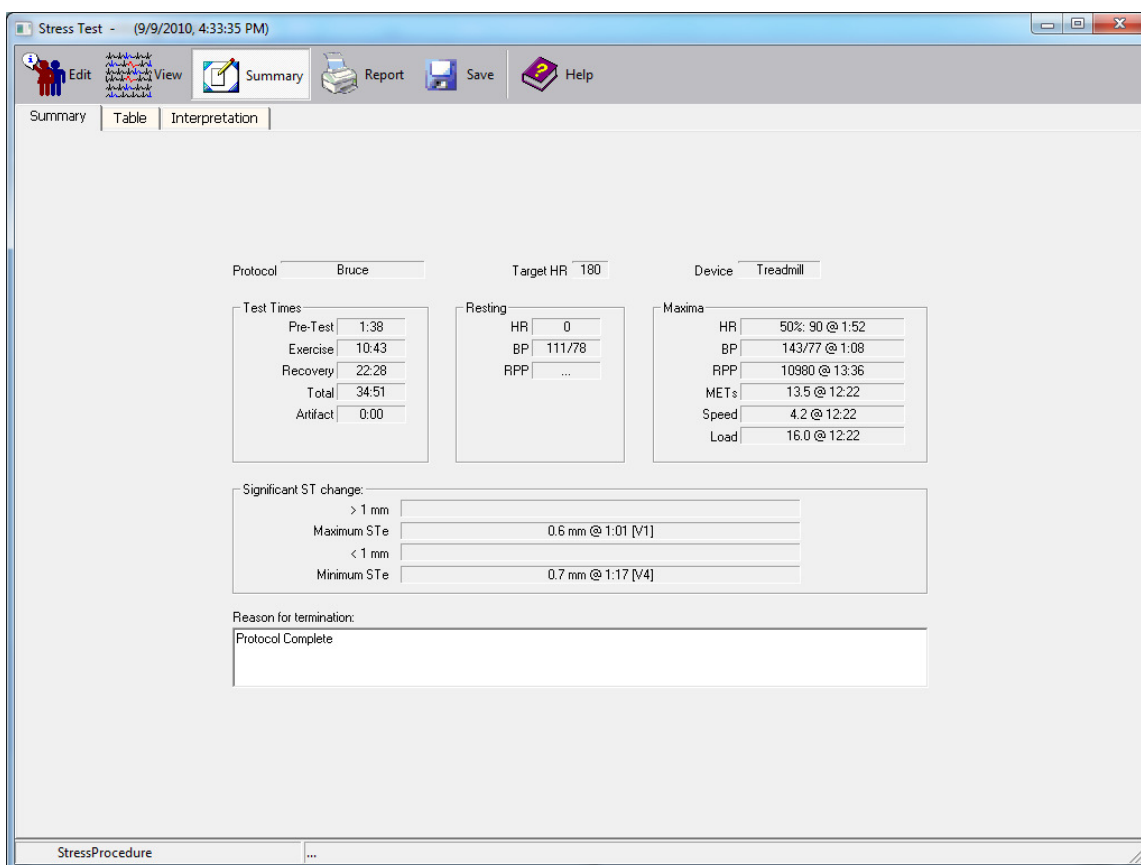 Stress Test - (9/9/2010, 4:33:35 PM)
Edit View Summary Report Save Help
Summary Table Interpretation
Protocol Bruce Target HR 180 Device Treadmill
Test Times
Pre-Test 1:38
Exercise 10:43
Recovery 22:28
Total 34:51
Artifact 0:00
Resting
HR 0
BP 111/78
RPP ...
Maxima
HR 50%: 90 @ 1:52
BP 143/77 @ 1:08
RPP 10980 @ 13:36
METs 13.5 @ 12:22
Speed 4.2 @ 12:22
Load 16.0 @ 12:22
Significant ST change:
> 1 mm
Maximum STe 0.6 mm @ 1:01 [V1]
< 1 mm
Minimum STe 0.7 mm @ 1:17 [V4]
Reason for termination:
Protocol Complete
StressProcedure ...